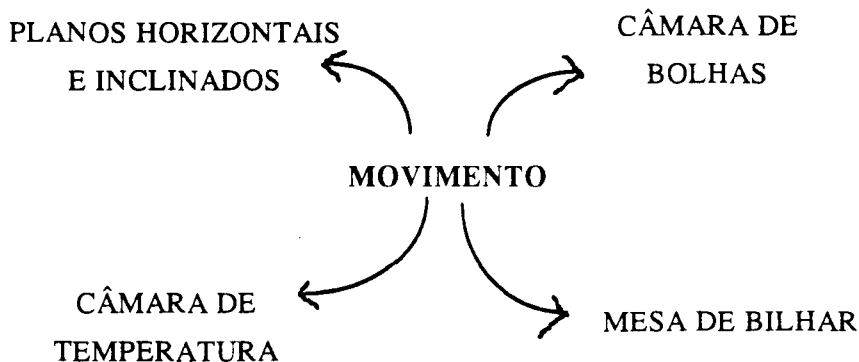 PLANOS HORIZONTAIS
E INCLINADOS
CÂMARA DE
BOLHAS
MOVIMENTO
CÂMARA DE
TEMPERATURA
MESA DE BILHAR